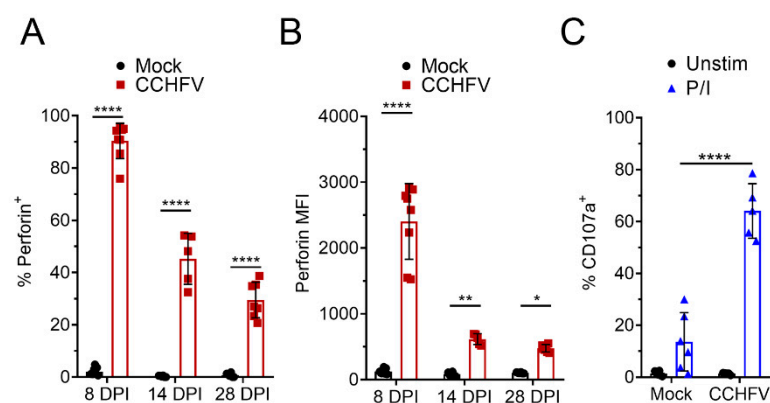 A
Mock
CCHFV
% Perforin+
100
80
60
40
20
0
****
****
****
8 DPI 14 DPI 28 DPI
B
Mock
CCHFV
Perforin MFI
4000
3000
2000
1000
0
****
**
*
8 DPI 14 DPI 28 DPI
C
Unstim
P/I
% CD107a+
100
80
60
40
20
0
****
Mock CCHFV